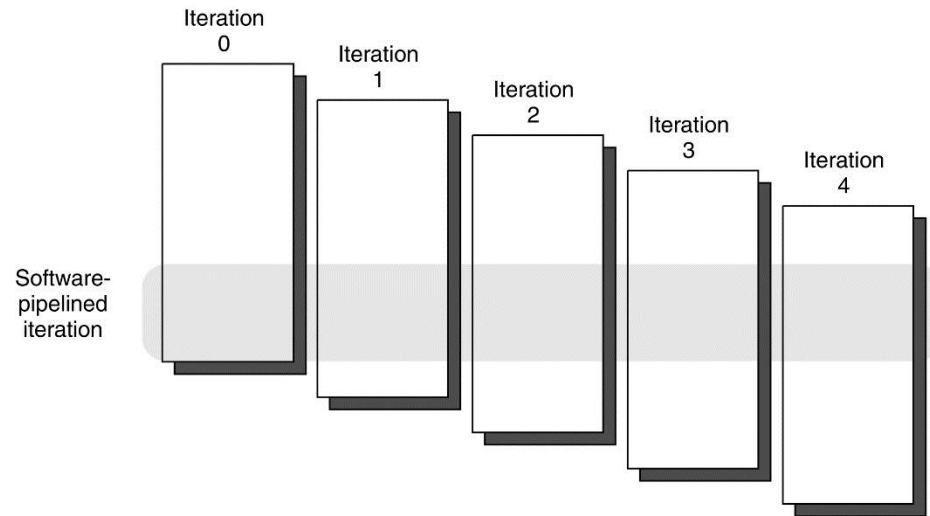 Iteration
0
Iteration
1
Iteration
2
Iteration
3
Iteration
4
Software-
pipelined
iteration